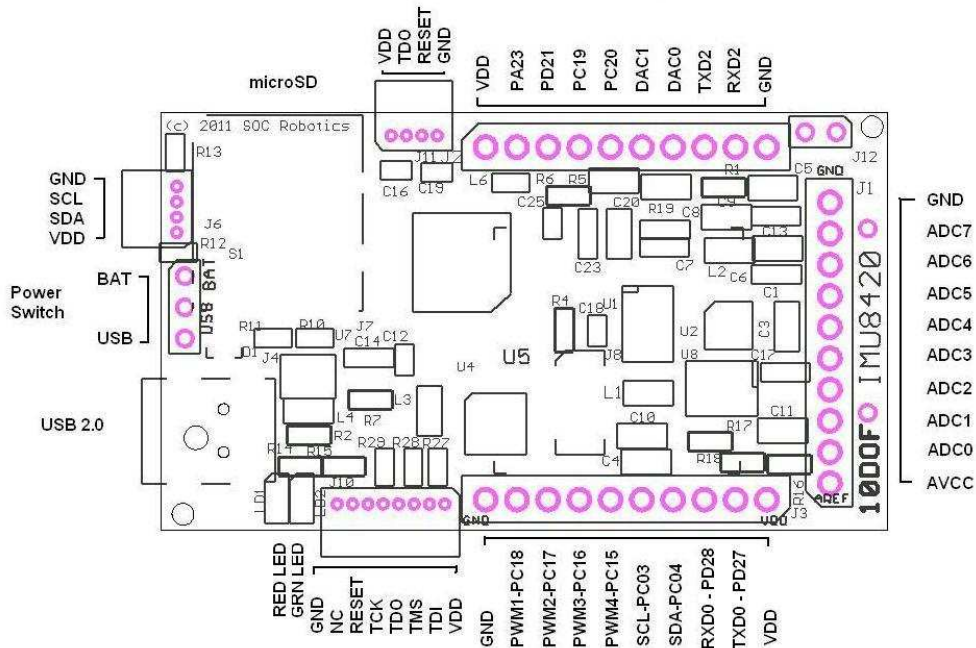 VDD
TDO
RESET
GND
VDD
PA23
PD21
PC19
PC20
DAC1
DAC0
TXD2
RXD2
GND
microSD
(c) 2011 SOC Robotics
R13
J11
J2
C16
C19
L6
R6
R5
C25
C20
R19
R1
C9
C8
C5
J12
GND
J1
GND
SCL
SDA
VDD
J6
R12
S1
BAT
Power
Switch
USB
USB BAT
C23
C7
L2
C6
C13
C1
R4
C18
U1
U2
C3
J8
U8
C17
R11
R10
U7
J7
C14
C12
Q1
J4
U4
U5
L1
L3
L4
R7
R2
C10
C4
R17
C11
R18
R16
USB 2.0
R14
R15
R29
R28
R27
J10
LD1
LD2
GND
VDD
J3
AREF
10DOF IMU8420
GND
ADC7
ADC6
ADC5
ADC4
ADC3
ADC2
ADC1
ADC0
AVCC
RED LED
GRN LED
GND
NC
RESET
TCK
TDO
TMS
TDI
VDD
GND
PWM1-PC18
PWM2-PC17
PWM3-PC16
PWM4-PC15
SCL-PC03
SDA-PC04
RXD0 - PD28
TXD0 - PD27
VDD